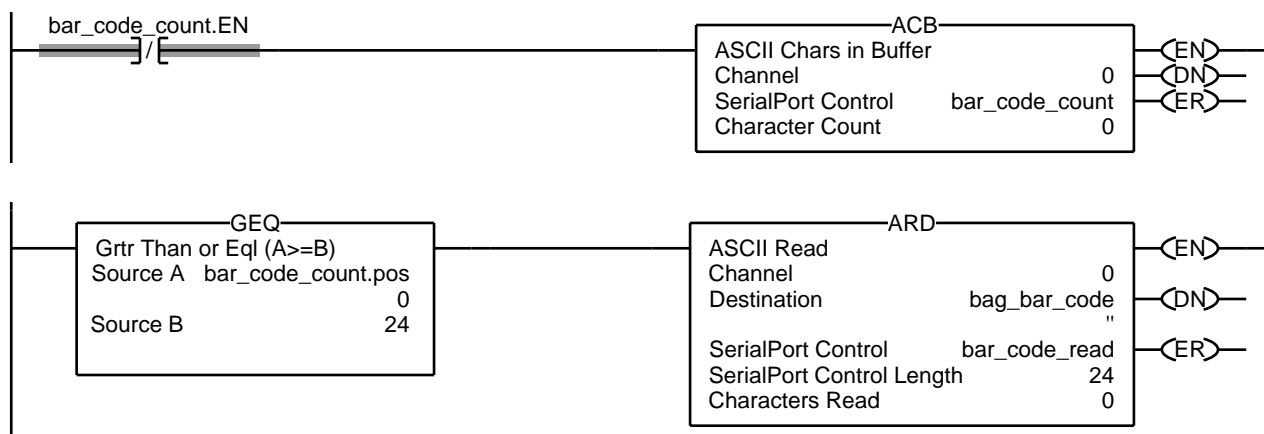 bar_code_count.EN
/
ACB
ASCII Chars in Buffer
EN
Channel 0
DN
SerialPort Control bar_code_count
ER
Character Count 0
GEQ
Grtr Than or Eql (A>=B)
Source A bar_code_count.pos
0
Source B 24
ARD
ASCII Read
EN
Channel 0
Destination bag_bar_code
DN
''
SerialPort Control bar_code_read
ER
SerialPort Control Length 24
Characters Read 0